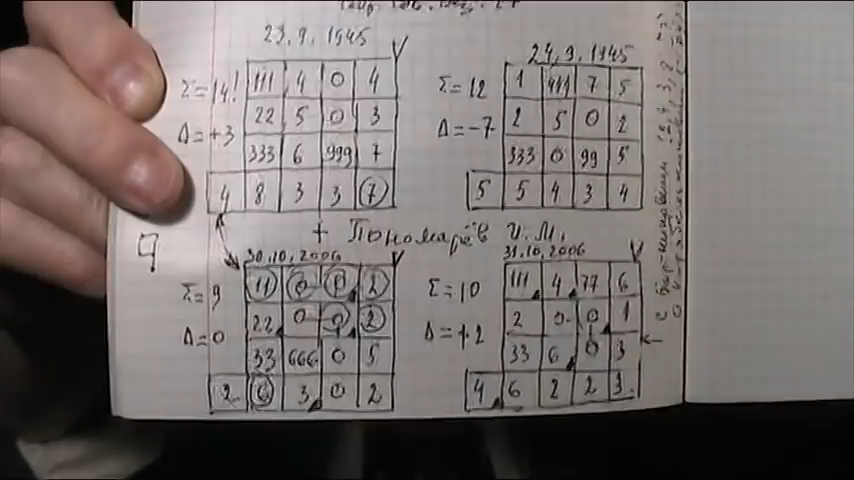 23.9.1945
24.9.1945
Σ=14!
111 4 0 4
Δ=+3
22 5 0 3
333 6 999 7
4 8 3 3 7
Σ=12
1 444 7 5
Δ=-7
2 5 0 2
333 0 99 5
5 5 4 3 4
+ Пономарёв И.М.
30.10.2006
31.10.2006
Σ=9
11 0 0 2
Δ=0
22 0 0 2
33 666 0 5
2 6 3 0 2
Σ=10
111 4 77 6
Δ=+2
2 0 0 1
33 6 0 3
4 6 2 2 3